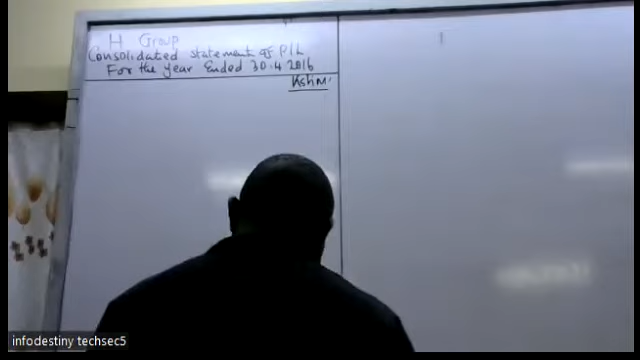 H Group
Consolidated statement of P/L
For the year Ended 30.4.2016
KshM
infodestiny techsec5